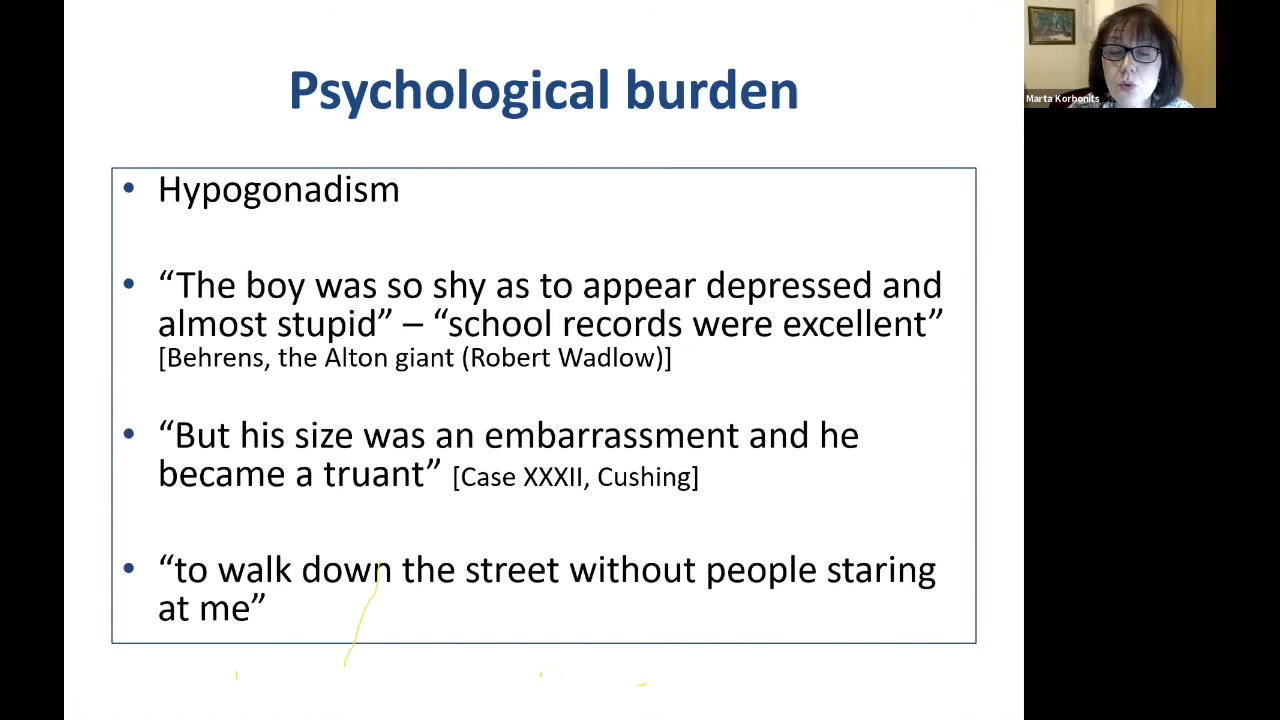 Psychological burden
Marta Korbonits
• Hypogonadism
• “The boy was so shy as to appear depressed and
almost stupid” – “school records were excellent”
[Behrens, the Alton giant (Robert Wadlow)]
• “But his size was an embarrassment and he
became a truant” [Case XXXII, Cushing]
• “to walk down the street without people staring
at me”